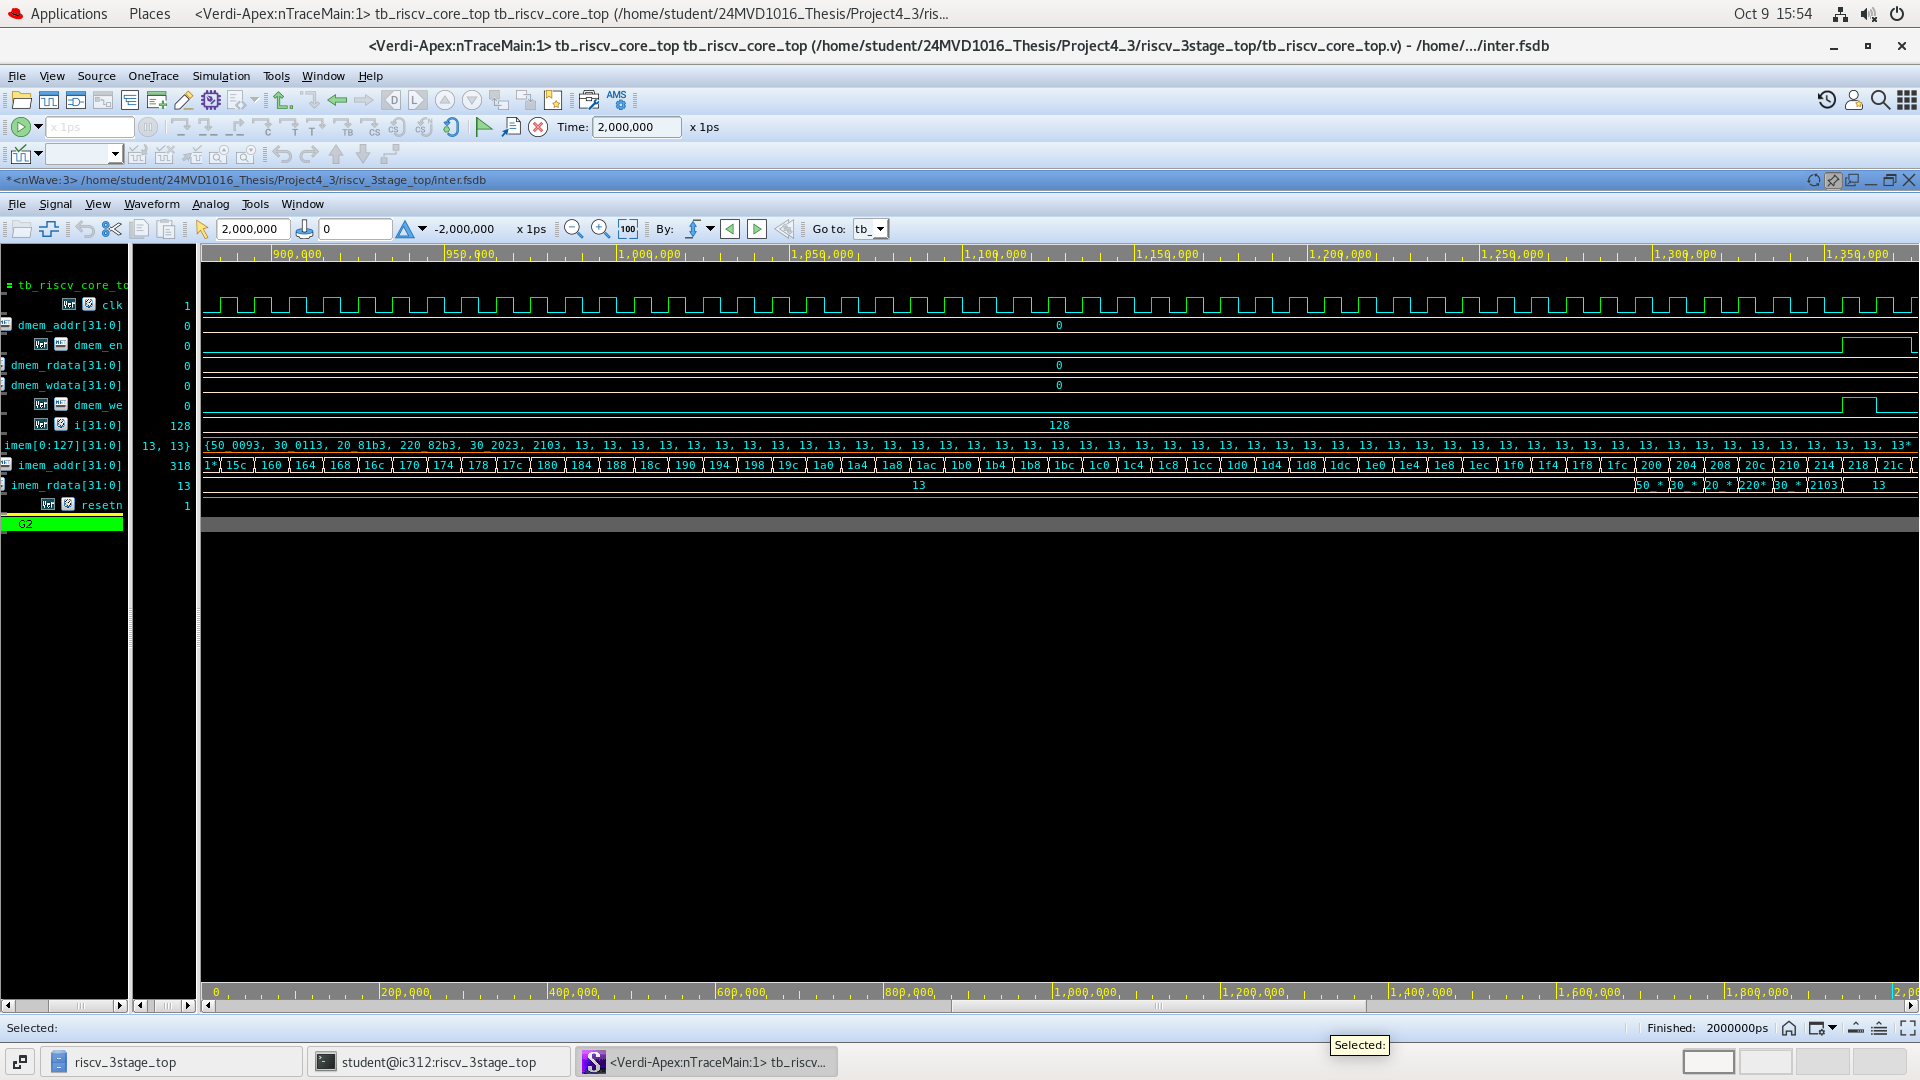 Applications Places <Verdi-Apex:nTraceMain:1> tb_riscv_core_top tb_riscv_core_top (/home/student/24MVD1016_Thesis/Project4_3/ris... Oct 9 15:54
<Verdi-Apex:nTraceMain:1> tb_riscv_core_top tb_riscv_core_top (/home/student/24MVD1016_Thesis/Project4_3/riscv_3stage_top/tb_riscv_core_top.v) - /home/.../inter.fsdb
File View Source OneTrace Simulation Tools Window Help
AMS
x 1ps Time: 2,000,000 x 1ps
*<nWave:3> /home/student/24MVD1016_Thesis/Project4_3/riscv_3stage_top/inter.fsdb
File Signal View Waveform Analog Tools Window
2,000,000 0 -2,000,000 x 1ps 100 By: Go to: tb_
900,000 950,000 1,000,000 1,050,000 1,100,000 1,150,000 1,200,000 1,250,000 1,300,000 1,350,000
= tb_riscv_core_to
clk 1
dmem_addr[31:0] 0 0
dmem_en 0
dmem_rdata[31:0] 0 0
dmem_wdata[31:0] 0 0
dmem_we 0
i[31:0] 128 128
imem[0:127][31:0] 13, 13} {50_0093, 30_0113, 20_81b3, 220_82b3, 30_2023, 2103, 13, 13, 13, 13, 13, 13, 13, 13, 13, 13, 13, 13, 13, 13, 13, 13, 13, 13, 13, 13, 13, 13, 13, 13, 13, 13, 13, 13, 13, 13, 13, 13, 13, 13, 13, 13, 13, 13, 13, 13, 13, 13, 13, 13, 13, 13, 13*
imem_addr[31:0] 318 1* 15c 160 164 168 16c 170 174 178 17c 180 184 188 18c 190 194 198 19c 1a0 1a4 1a8 1ac 1b0 1b4 1b8 1bc 1c0 1c4 1c8 1cc 1d0 1d4 1d8 1dc 1e0 1e4 1e8 1ec 1f0 1f4 1f8 1fc 200 204 208 20c 210 214 218 21c
imem_rdata[31:0] 13 13 50_* 30_* 20_* 220* 30_* 2103 13
resetn 1
G2
0 200,000 400,000 600,000 800,000 1,000,000 1,200,000 1,400,000 1,600,000 1,800,000
Selected: Finished: 2000000ps
Selected:
riscv_3stage_top student@ic312:riscv_3stage_top <Verdi-Apex:nTraceMain:1> tb_riscv...